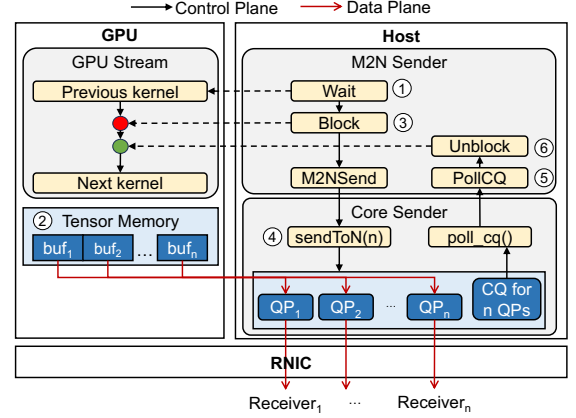 Control Plane Data Plane
GPU
Host
GPU Stream
M2N Sender
Previous kernel
Wait
①
Block
③
Unblock
⑥
Next kernel
M2NSend
PollCQ
⑤
② Tensor Memory
Core Sender
buf₁ buf₂ ... bufₙ
④
sendToN(n)
poll_cq()
QP₁ QP₂ ... QPₙ
CQ for
n QPs
RNIC
Receiver₁ ... Receiverₙ